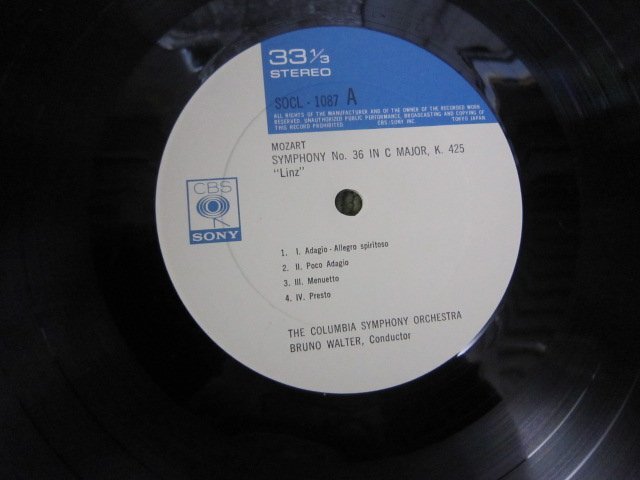 33 1/3
STEREO
SOCL - 1087 A
ALL RIGHTS OF THE MANUFACTURER AND OF THE OWNER OF THE RECORDED WORK
RESERVED. UNAUTHORIZED PUBLIC PERFORMANCE, BROADCASTING AND COPYING OF
THIS RECORD PROHIBITED CBS/SONY INC. TOKYO JAPAN
MOZART
SYMPHONY No. 36 IN C MAJOR, K. 425
"Linz"
CBS
SONY
1. I. Adagio - Allegro spiritoso
2. II. Poco Adagio
3. III. Menuetto
4. IV. Presto
THE COLUMBIA SYMPHONY ORCHESTRA
BRUNO WALTER, Conductor